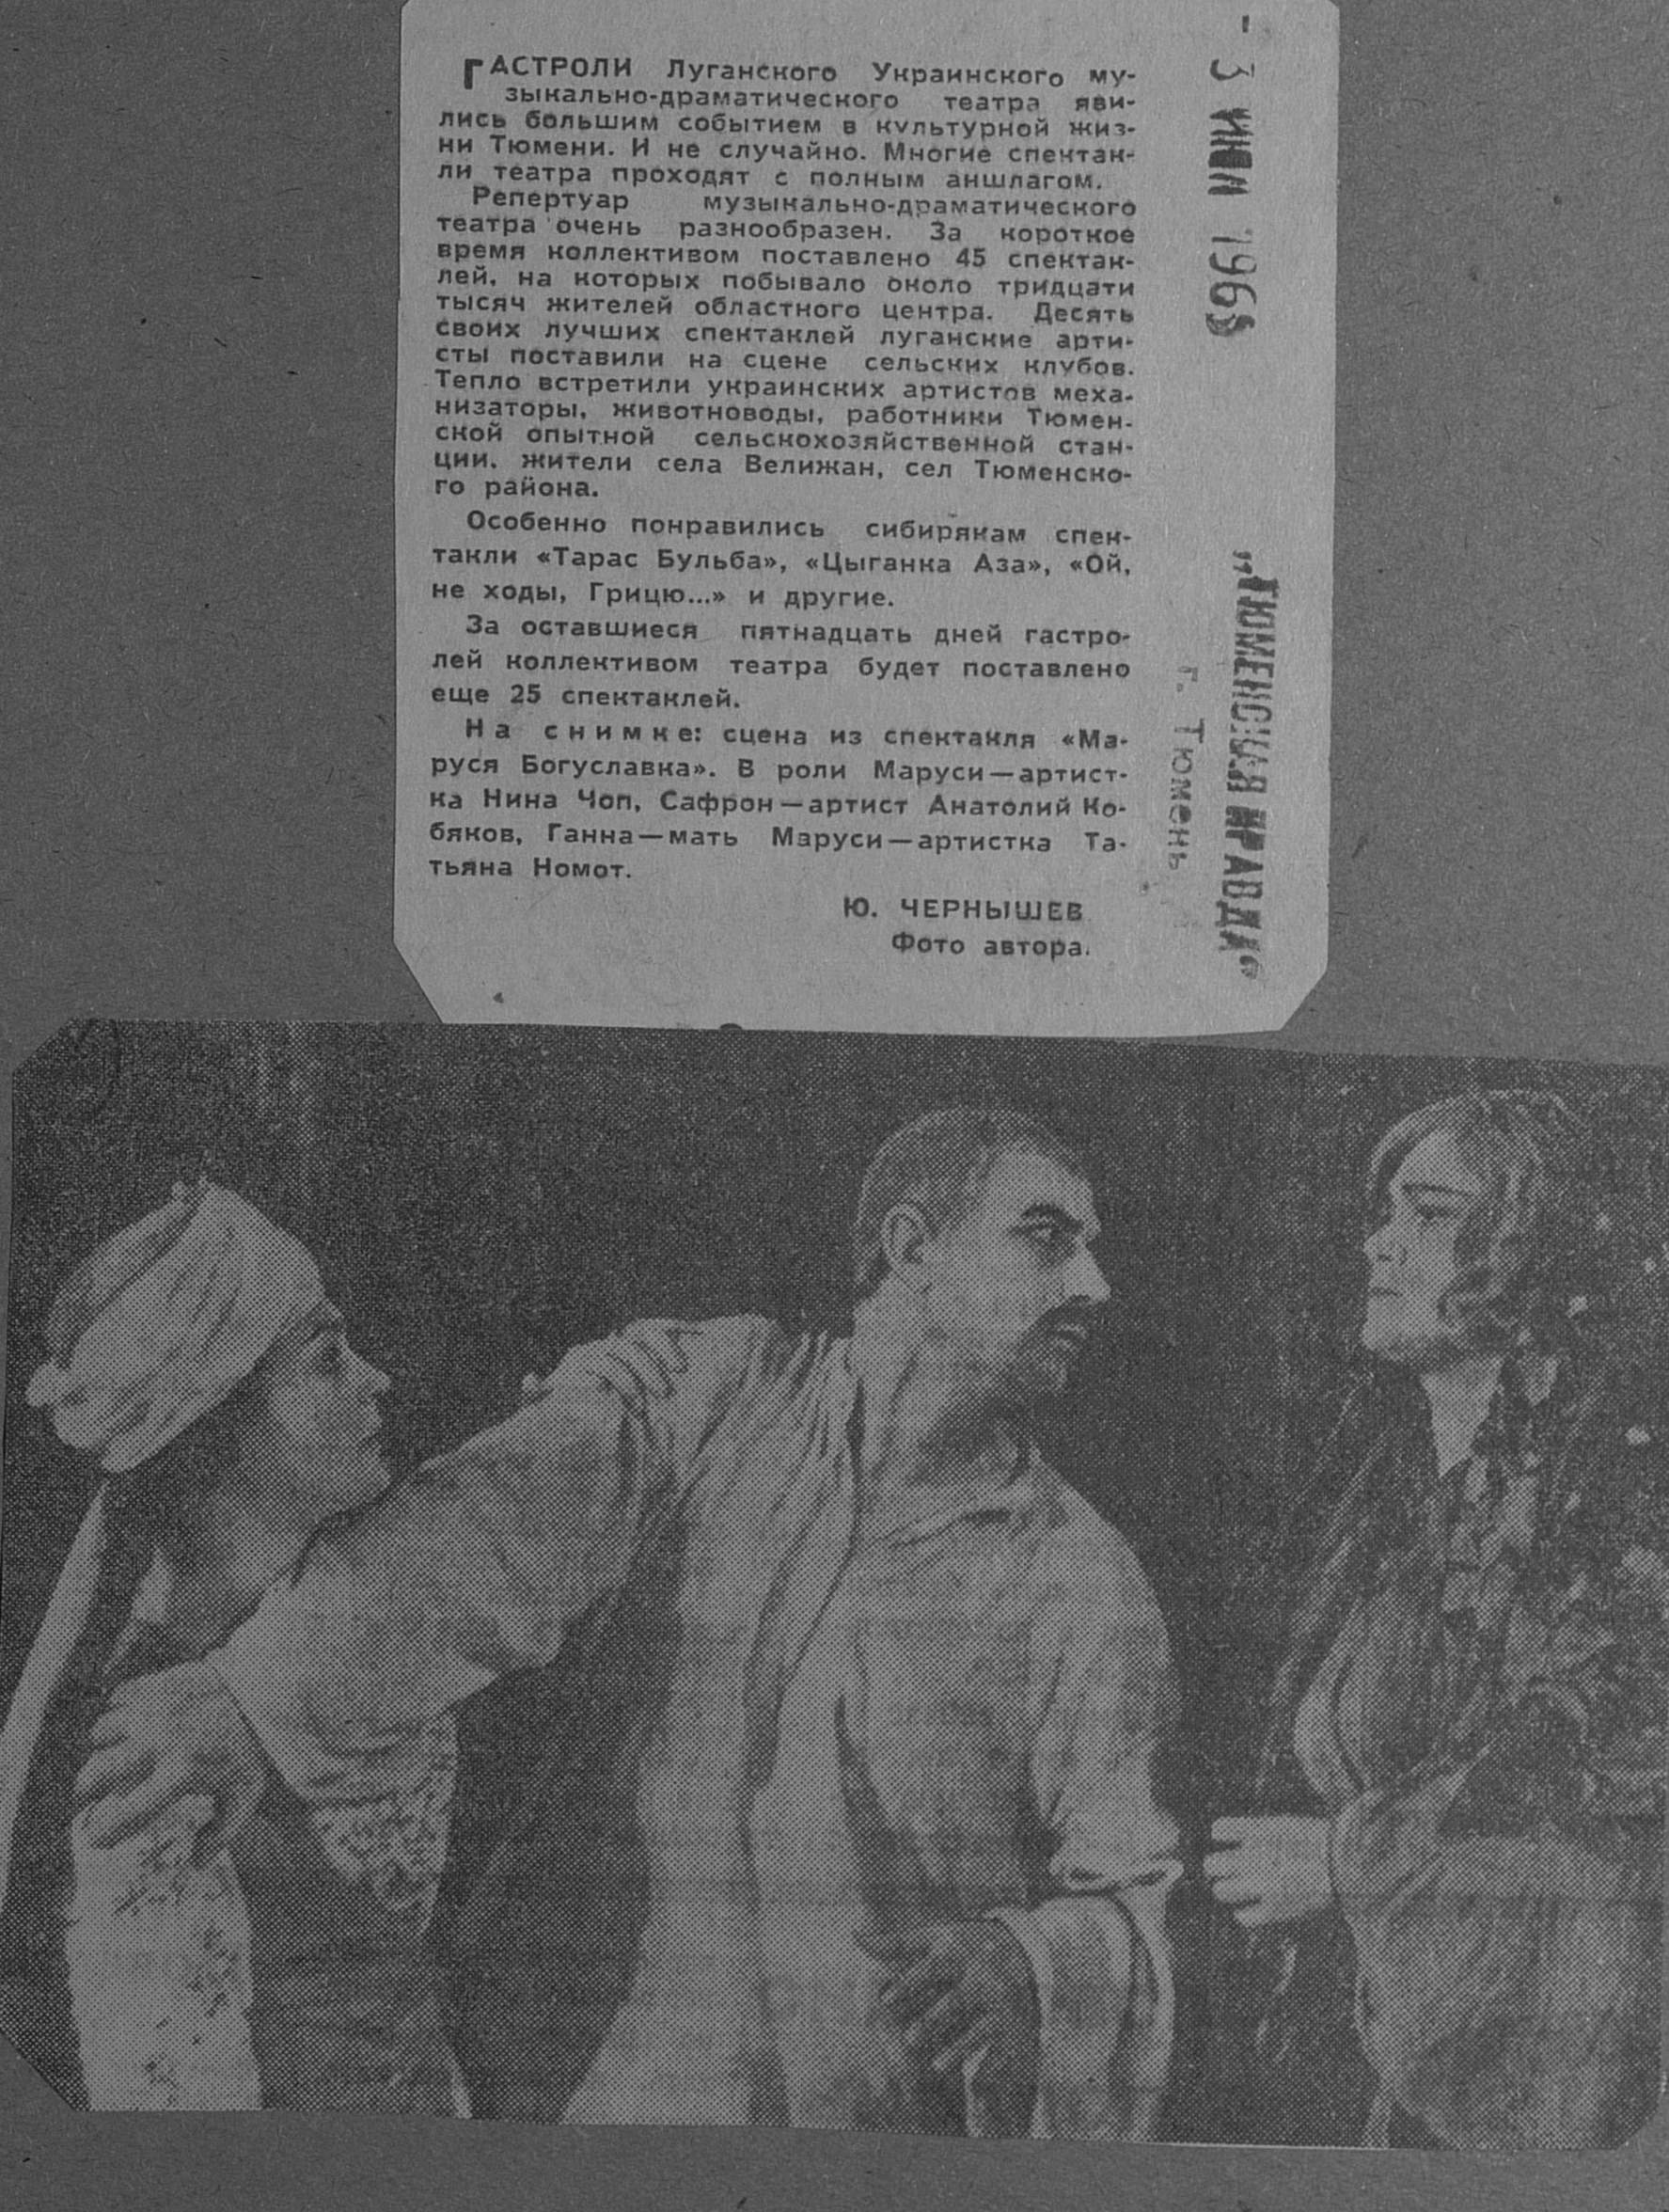 ГАСТРОЛИ Луганского Украинского му-
зыкально-драматического театра яви-
лись большим событием в культурной жиз-
ни Тюмени. И не случайно. Многие спектак-
ли театра проходят с полным аншлагом.
Репертуар музыкально-драматического
театра очень разнообразен. За короткое
время коллективом поставлено 45 спектак-
лей, на которых побывало около тридцати
тысяч жителей областного центра. Десять
своих лучших спектаклей луганские арти-
сты поставили на сцене сельских клубов.
Тепло встретили украинских артистов меха-
низаторы, животноводы, работники Тюмен-
ской опытной сельскохозяйственной стан-
ции, жители села Велижан, сел Тюменско-
го района.
Особенно понравились сибирякам спек-
такли «Тарас Бульба», «Цыганка Аза», «Ой,
не ходы, Грицю...» и другие.
За оставшиеся пятнадцать дней гастро-
лей коллективом театра будет поставлено
еще 25 спектаклей.
На снимке: сцена из спектакля «Ма-
руся Богуславка». В роли Маруси—артист-
ка Нина Чоп, Сафрон—артист Анатолий Ко-
бяков, Ганна—мать Маруси—артистка Та-
тьяна Номот.
Ю. ЧЕРНЫШЕВ
Фото автора.
- 3
„ТЮМЕНСКАЯ ПРАВДА“
г. Тюмень